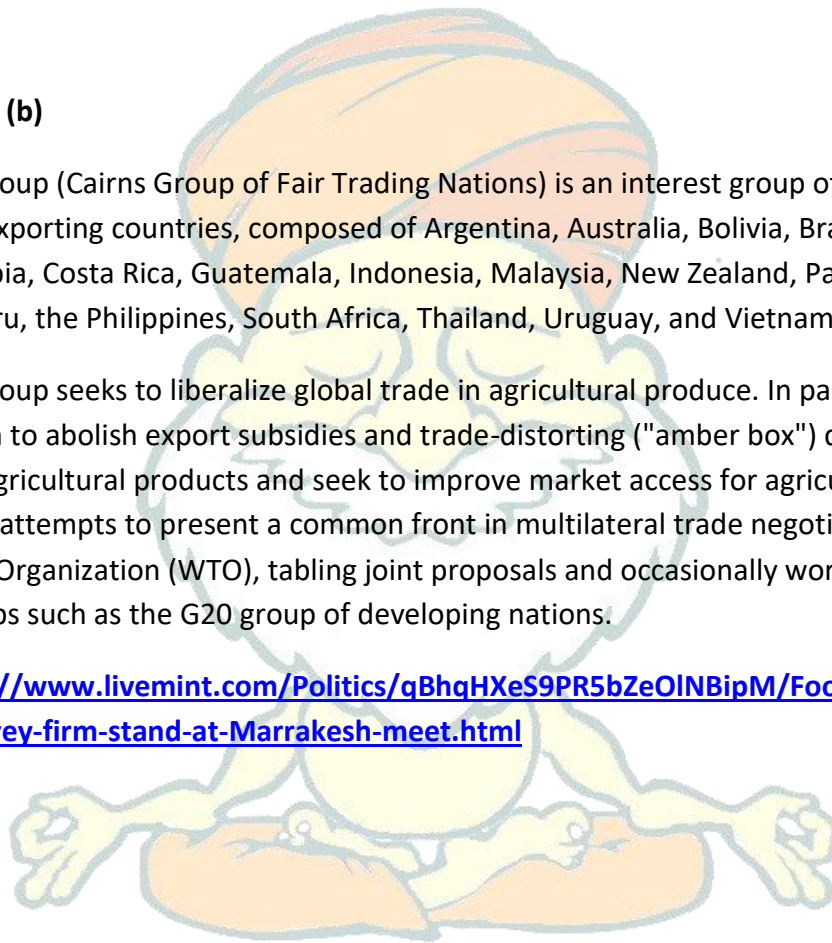 (b)
oup (Cairns Group of Fair Trading Nations) is an interest group of
xporting countries, composed of Argentina, Australia, Bolivia, Bra
bia, Costa Rica, Guatemala, Indonesia, Malaysia, New Zealand, Pa
ru, the Philippines, South Africa, Thailand, Uruguay, and Vietnam
oup seeks to liberalize global trade in agricultural produce. In pa
to abolish export subsidies and trade-distorting ("amber box")
gricultural products and seek to improve market access for agricu
attempts to present a common front in multilateral trade negoti
Organization (WTO), tabling joint proposals and occasionally wor
ps such as the G20 group of developing nations.
//www.livemint.com/Politics/qBhqHXeS9PR5bZeOlNBipM/Foo
vey-firm-stand-at-Marrakesh-meet.html